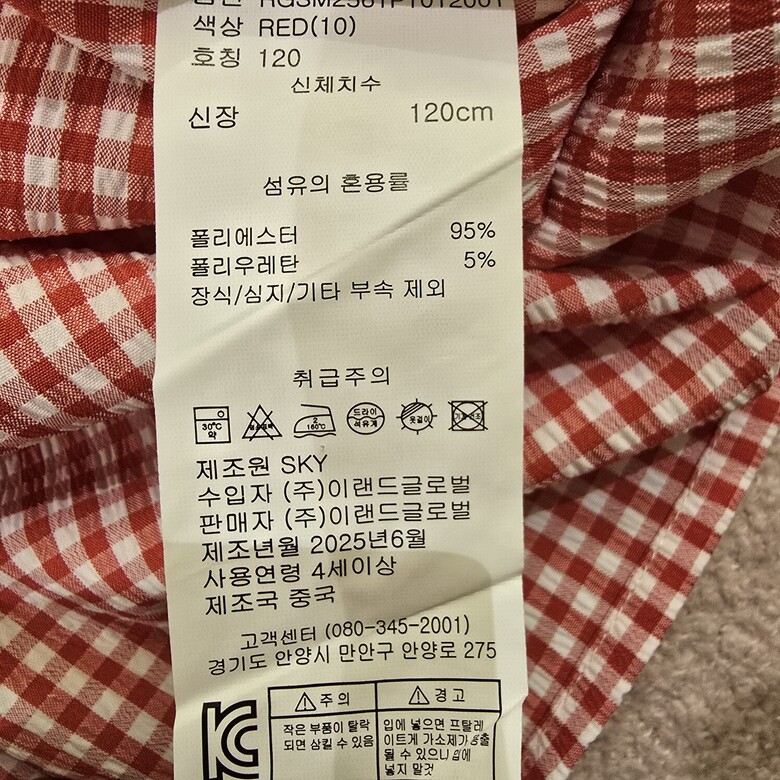 색상 RED(10)
호칭 120
신체치수
신장 120cm
섬유의 혼용률
폴리에스터 95%
폴리우레탄 5%
장식/심지/기타 부속 제외
취급주의
30℃
약
2
160℃
드라이
석유계
옷걸이
제조원 SKY
수입자 (주)이랜드글로벌
판매자 (주)이랜드글로벌
제조년월 2025년6월
사용연령 4세이상
제조국 중국
고객센터 (080-345-2001)
경기도 안양시 만안구 안양로 275
주의
작은 부품이 탈락
되면 삼킬 수 있음
경고
입에 넣으면 프탈레
이트계 가소제가 용출
될 수 있으니 입에
넣지 말것